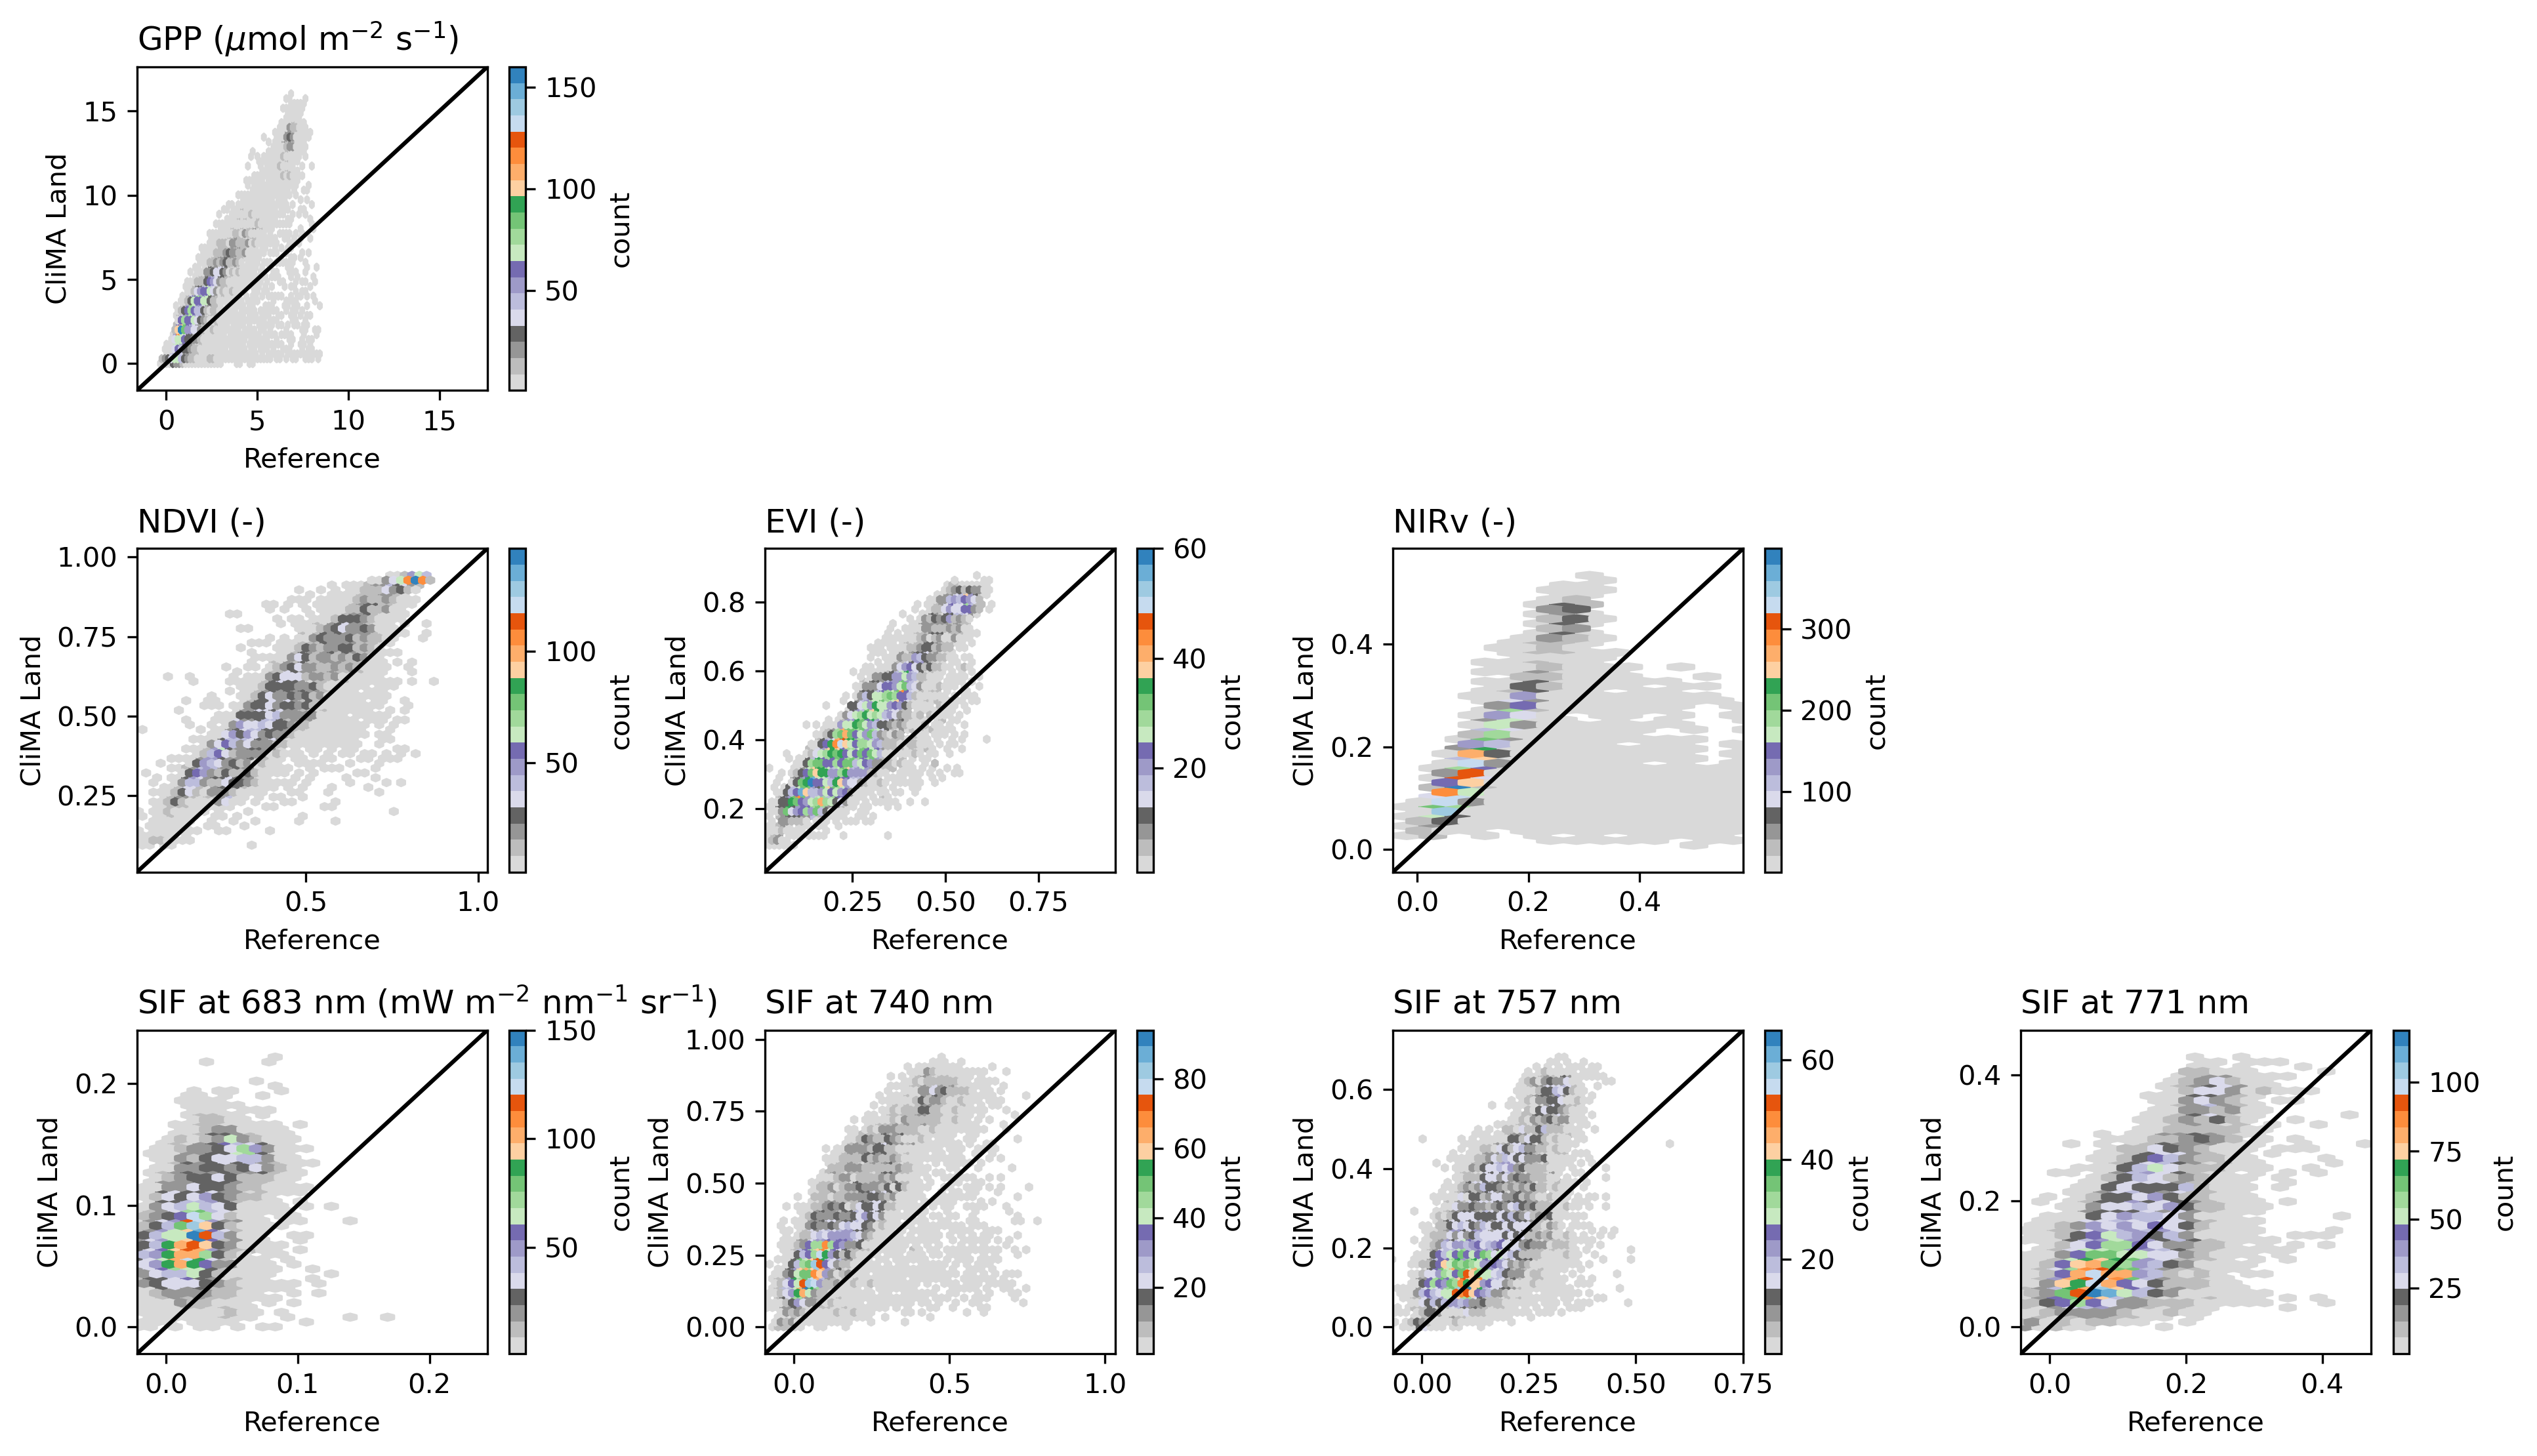 GPP (μmol m⁻² s⁻¹)
CliMA Land
15
10
5
0
0 5 10 15
Reference
150
100
50
count
NDVI (-)
CliMA Land
1.00
0.75
0.50
0.25
0.5 1.0
Reference
100
50
count
EVI (-)
CliMA Land
0.8
0.6
0.4
0.2
0.25 0.50 0.75
Reference
60
40
20
count
NIRv (-)
CliMA Land
0.4
0.2
0.0
0.0 0.2 0.4
Reference
300
200
100
count
SIF at 683 nm (mW m⁻² nm⁻¹ sr⁻¹)
CliMA Land
0.2
0.1
0.0
0.0 0.1 0.2
Reference
150
100
50
count
SIF at 740 nm
CliMA Land
1.00
0.75
0.50
0.25
0.00
0.0 0.5 1.0
Reference
80
60
40
20
count
SIF at 757 nm
CliMA Land
0.6
0.4
0.2
0.0
0.00 0.25 0.50 0.75
Reference
60
40
20
count
SIF at 771 nm
CliMA Land
0.4
0.2
0.0
0.0 0.2 0.4
Reference
100
75
50
25
count